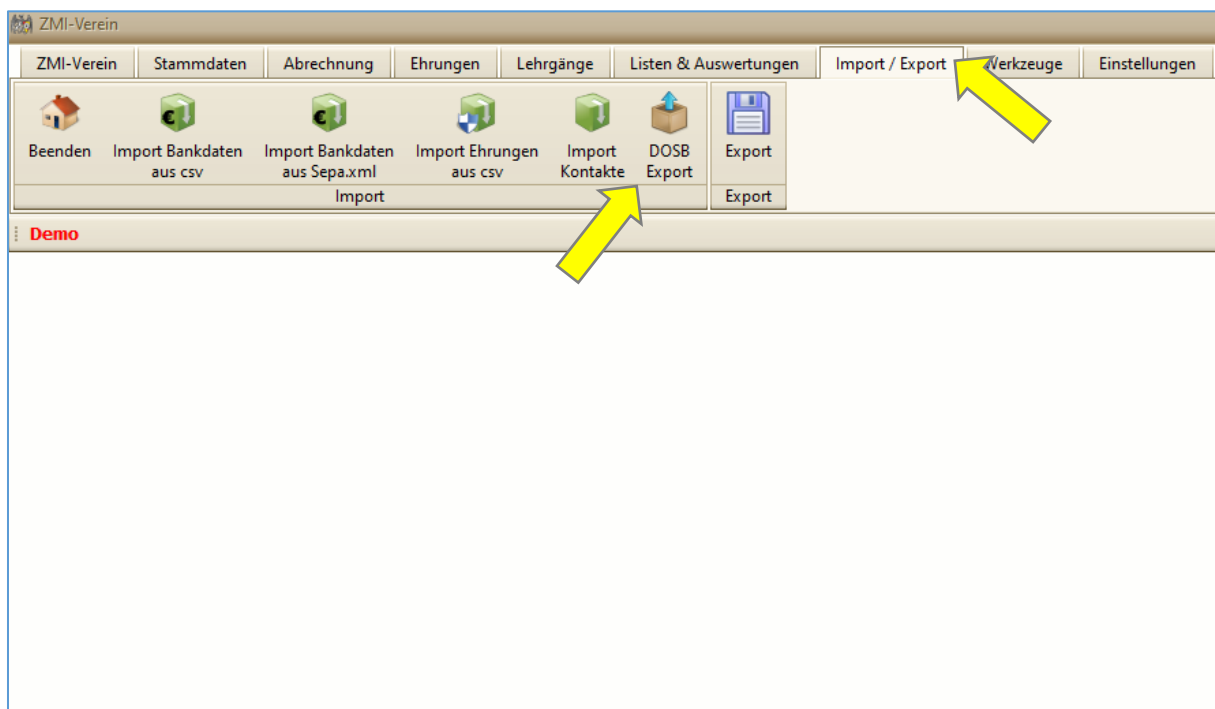 ZMI-Verein
ZMI-Verein Stammdaten Abrechnung Ehrungen Lehrgänge Listen & Auswertungen Import / Export Werkzeuge Einstellungen
Beenden Import Bankdaten Import Bankdaten Import Ehrungen Import DOSB Export
aus csv aus Sepa.xml aus csv Kontakte Export
Import Export
Demo